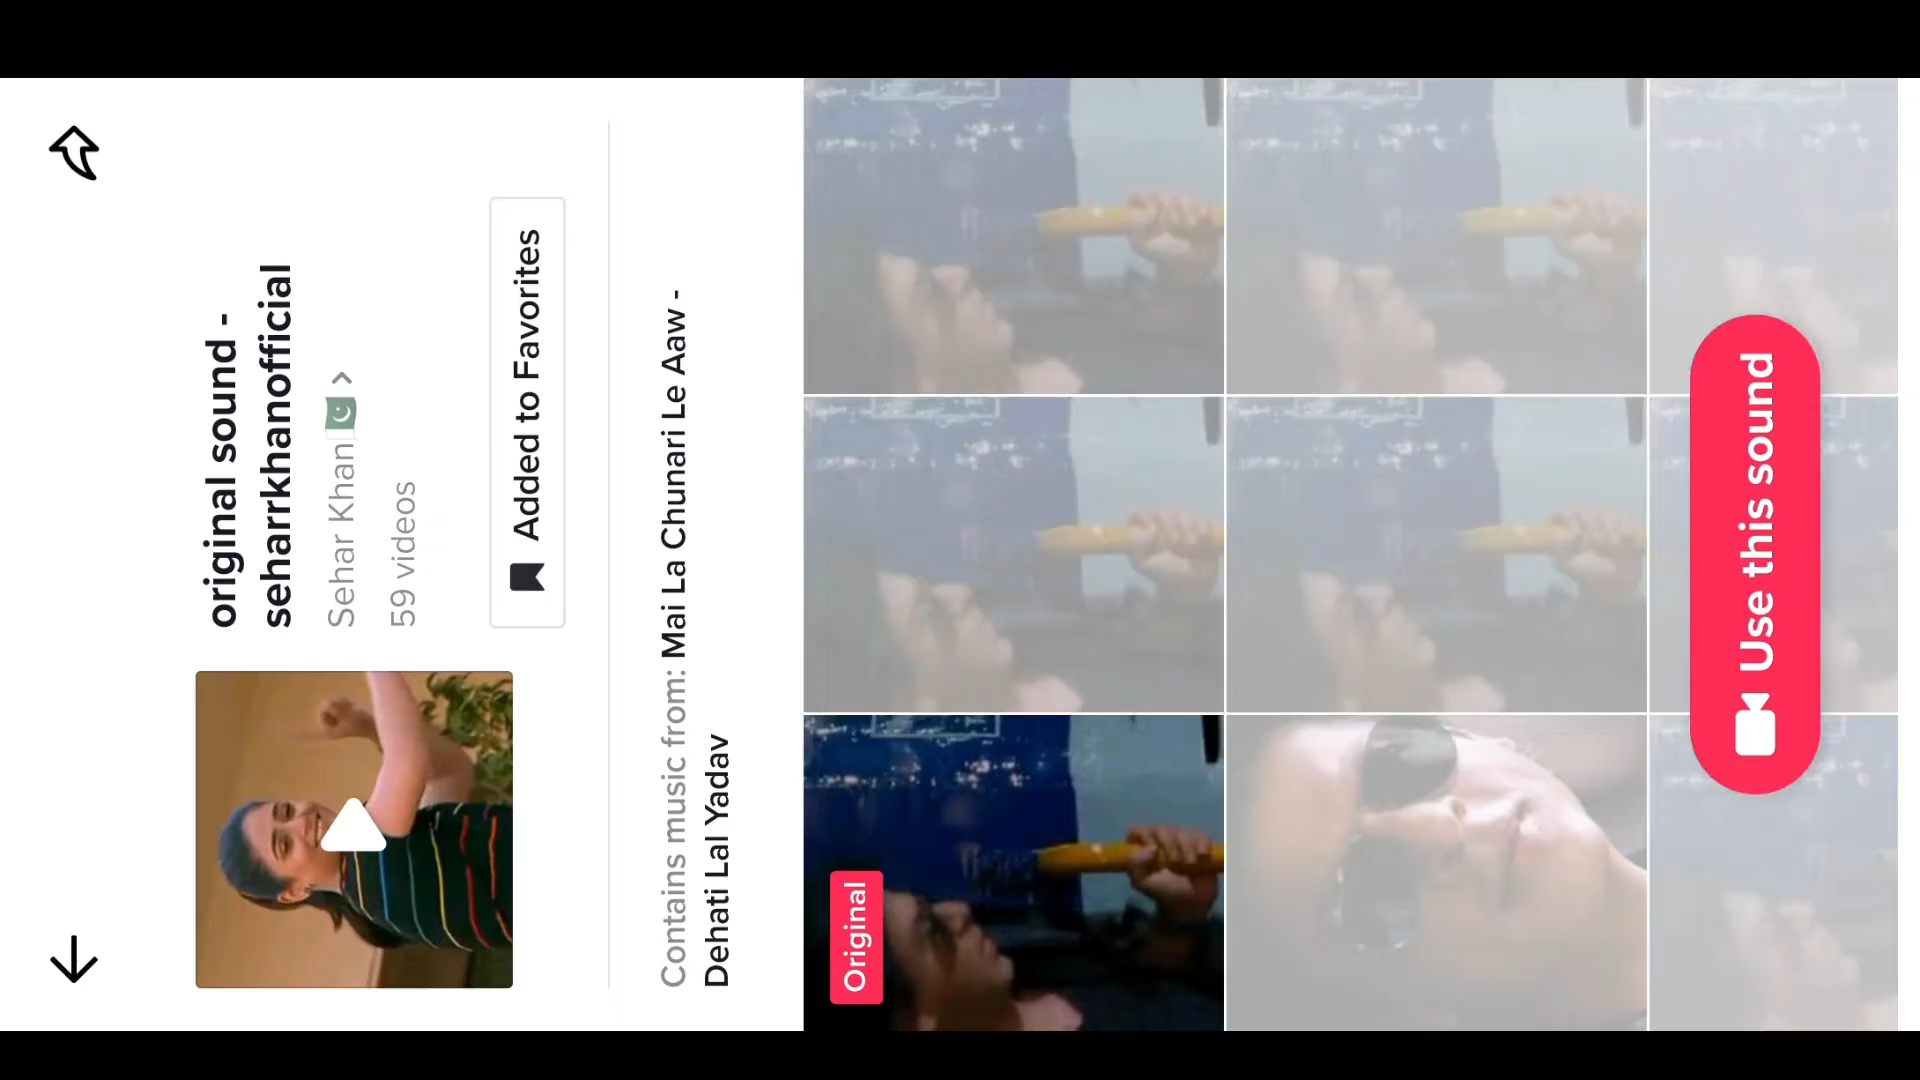 original sound -
seharrkhanofficial
Sehar Khan🇵🇰 >
59 videos
Added to Favorites
Contains music from: Mai La Chunari Le Aaw -
Dehati Lal Yadav
Original
Use this sound